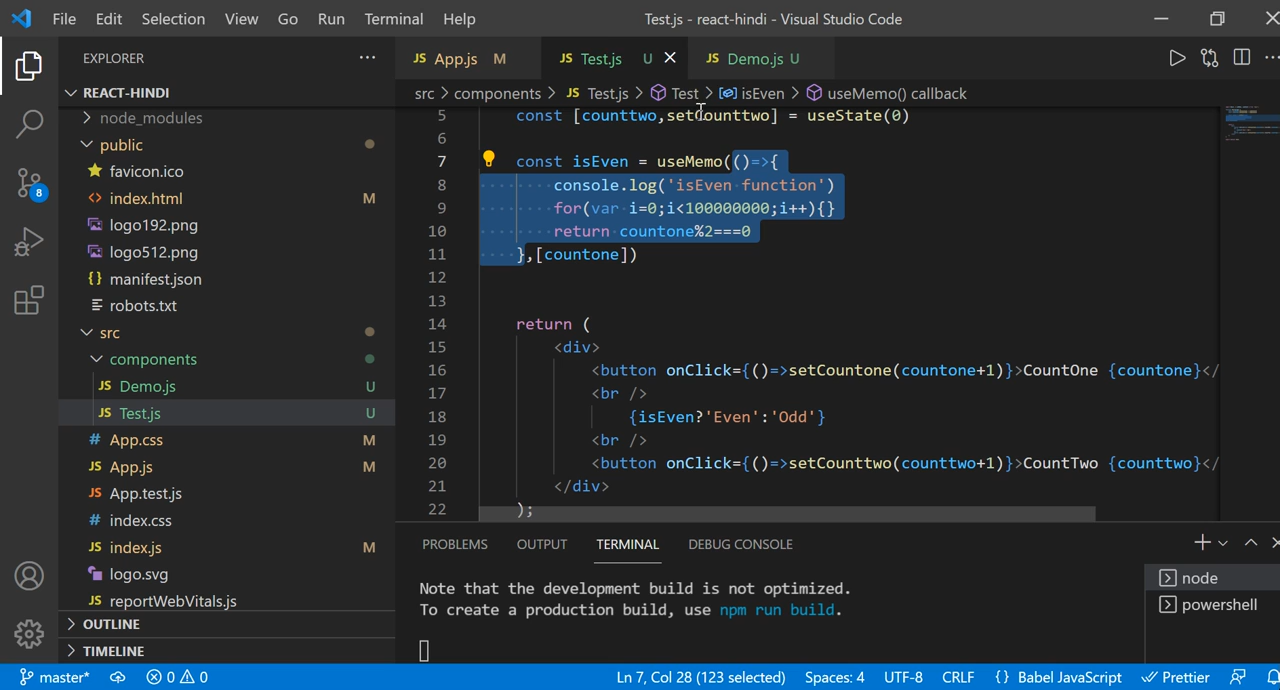 File Edit Selection View Go Run Terminal Help Test.js - react-hindi - Visual Studio Code
EXPLORER
REACT-HINDI
node_modules
public
favicon.ico
index.html M
logo192.png
logo512.png
manifest.json
robots.txt
src
components
Demo.js U
Test.js U
App.css M
App.js M
App.test.js
index.css
index.js M
logo.svg
reportWebVitals.js
OUTLINE
TIMELINE
8
JS App.js M JS Test.js U JS Demo.js U
src > components > JS Test.js > Test > isEven > useMemo() callback
5 const [counttwo,setCounttwo] = useState(0)
6
7 const isEven = useMemo(()=>{
8 console.log('isEven function')
9 for(var i=0;i<100000000;i++){}
10 return countone%2===0
11 },[countone])
12
13
14 return (
15 <div>
16 <button onClick={()=>setCountone(countone+1)}>CountOne {countone}</
17 <br />
18 {isEven?'Even':'Odd'}
19 <br />
20 <button onClick={()=>setCounttwo(counttwo+1)}>CountTwo {counttwo}</
21 </div>
22 );
PROBLEMS OUTPUT TERMINAL DEBUG CONSOLE
Note that the development build is not optimized.
To create a production build, use npm run build.
node
powershell
master* 0 0 Ln 7, Col 28 (123 selected) Spaces: 4 UTF-8 CRLF {} Babel JavaScript Prettier